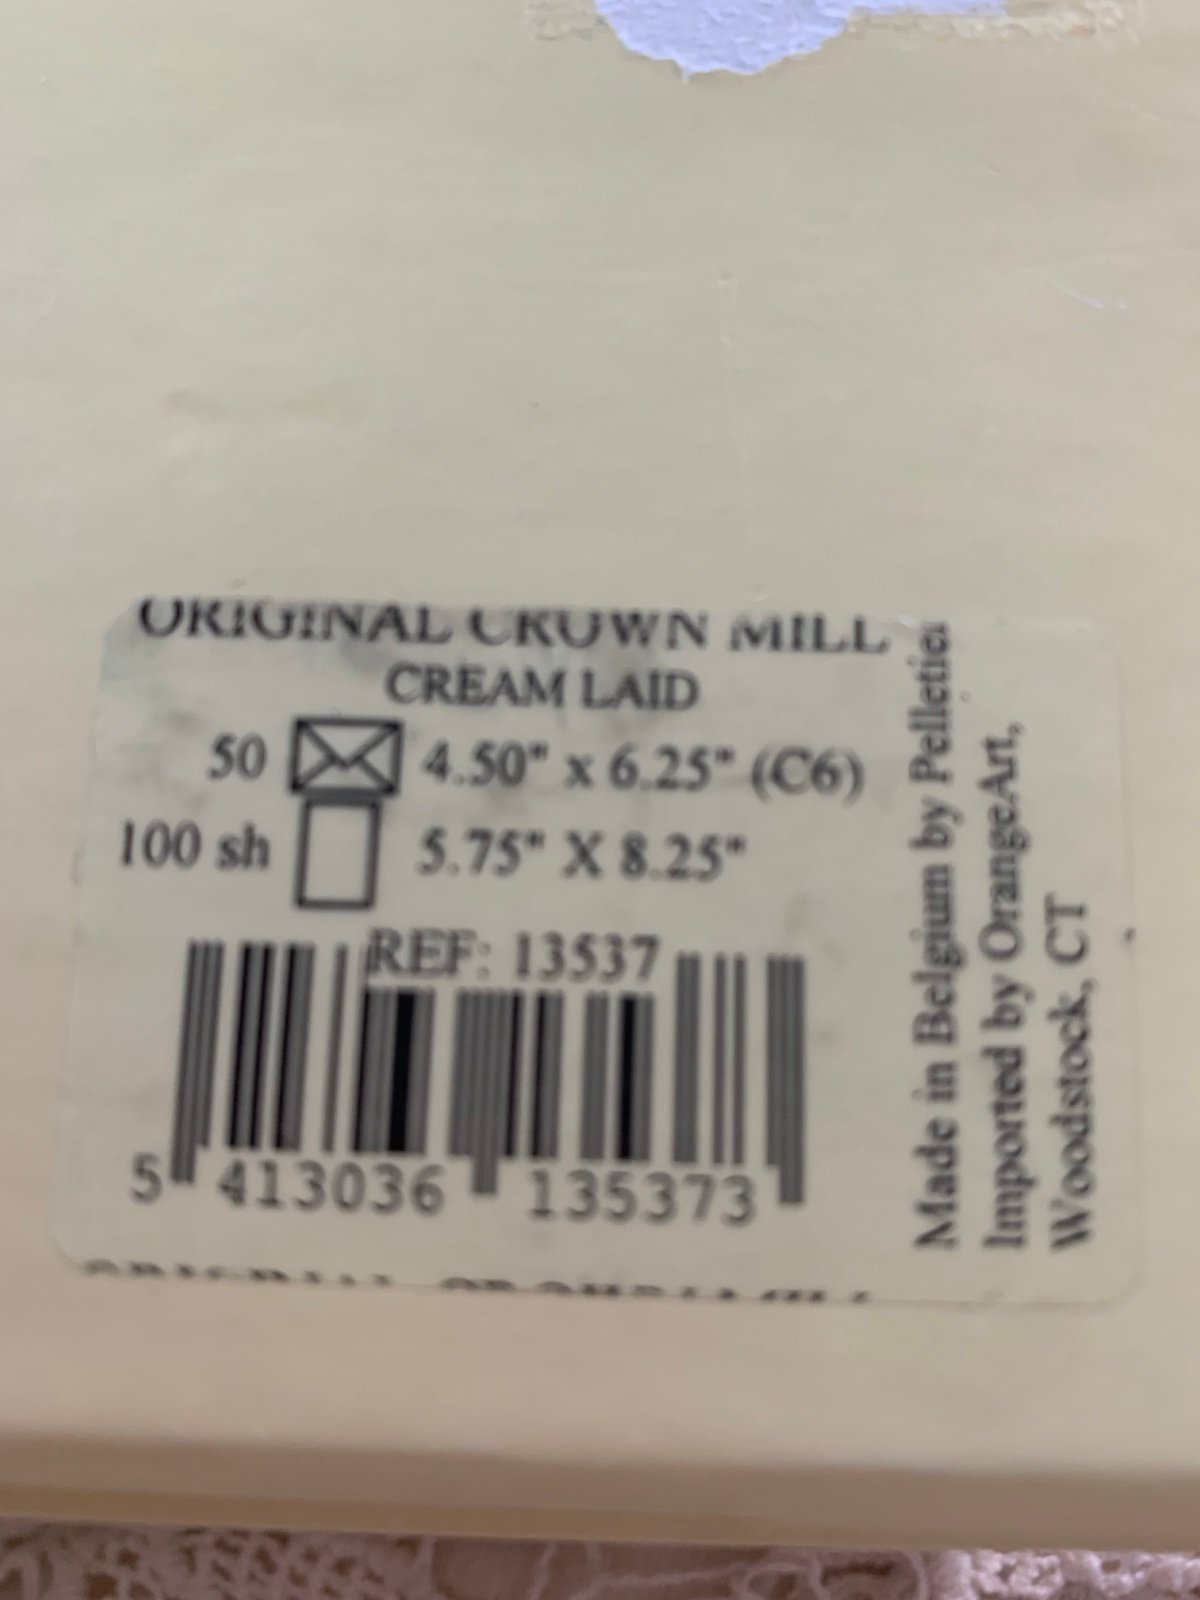 ORIGINAL CROWN MILL
CREAM LAID
50 4.50" x 6.25" (C6)
100 sh 5.75" X 8.25"
REF: 13537
5 413036 135373
Made in Belgium by Pelletier
Imported by OrangeArt,
Woodstock, CT